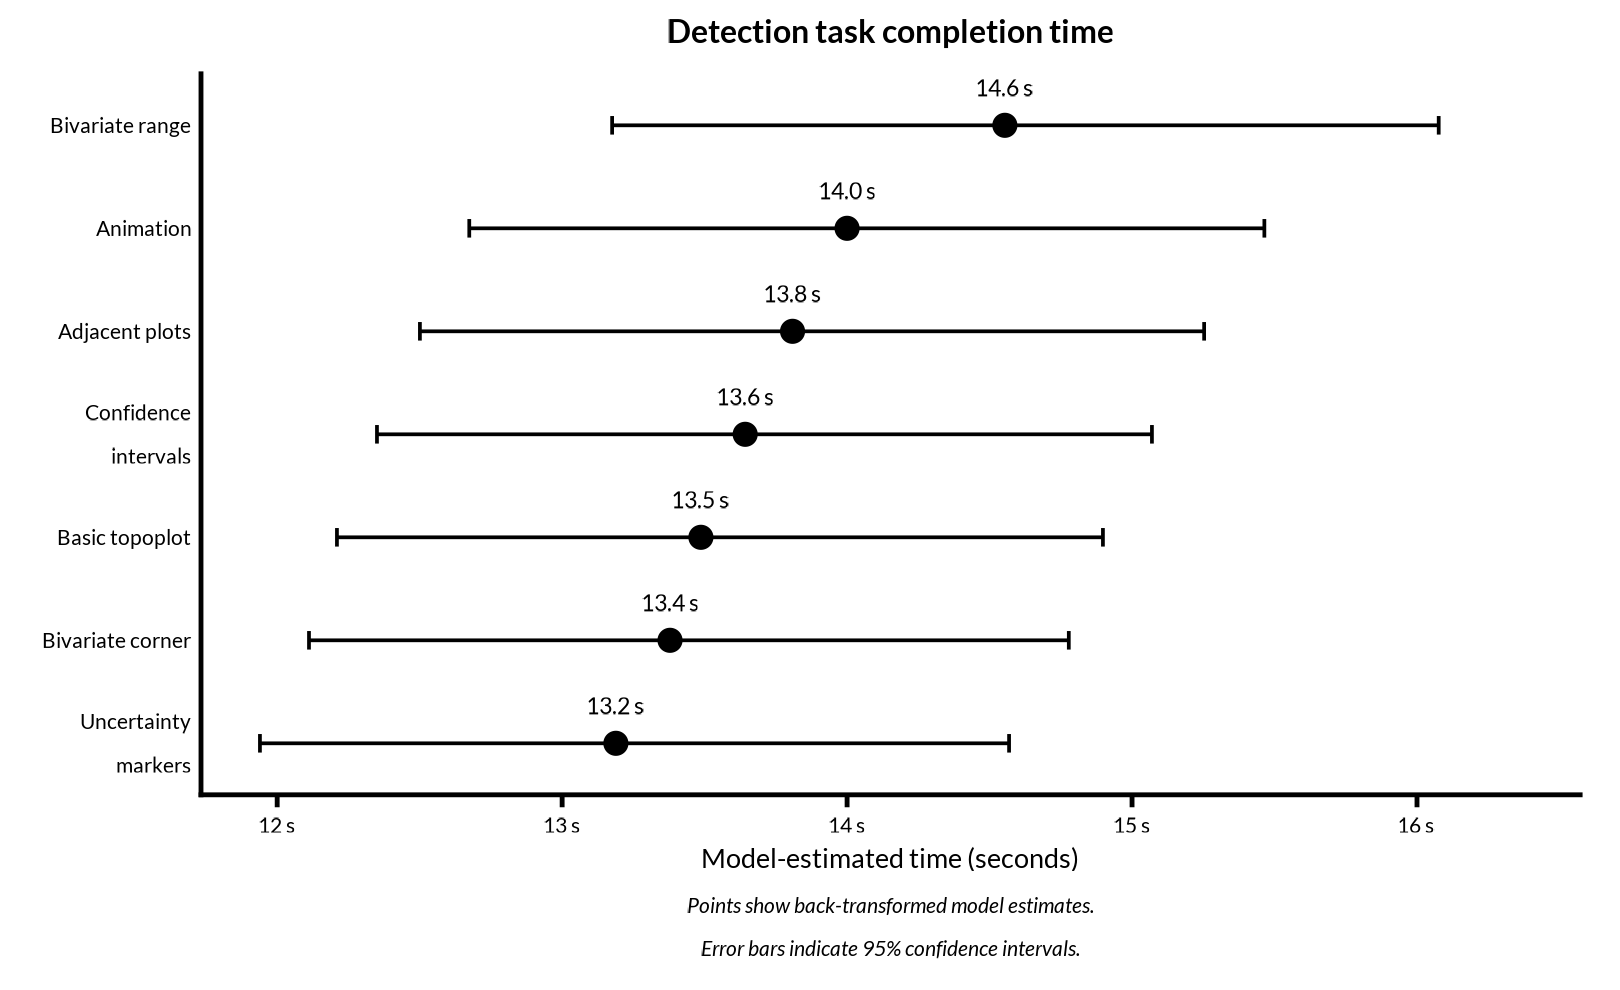 Detection task completion time
14.6 s
Bivariate range
14.0 s
Animation
13.8 s
Adjacent plots
13.6 s
Confidence
intervals
13.5 s
Basic topoplot
13.4 s
Bivariate corner
13.2 s
Uncertainty
markers
12 s 13 s 14 s 15 s 16 s
Model-estimated time (seconds)
Points show back-transformed model estimates.
Error bars indicate 95% confidence intervals.